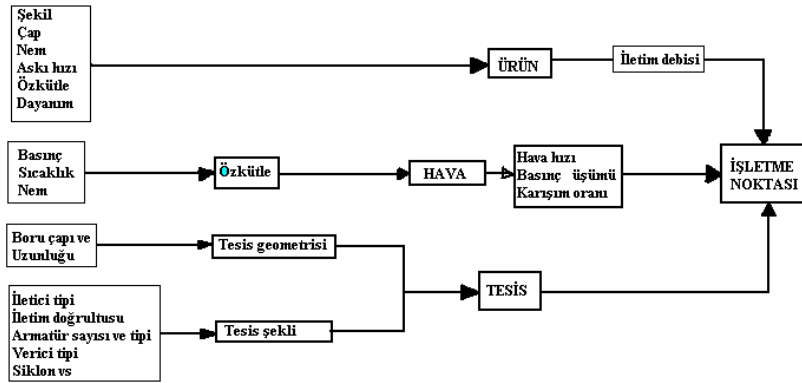 Şekil
Çap
Nem
Askı hızı
Özkütle
Dayanım
ÜRÜN
İletim debisi
Basınç
Sıcaklık
Nem
Özkütle
HAVA
Hava hızı
Basınç üşümü
Karışım oranı
İŞLETME
NOKTASI
Boru çapı ve
Uzunluğu
Tesis geometrisi
TESİS
İletici tipi
İletim doğrultusu
Armatür sayısı ve tipi
Verici tipi
Siklon vs
Tesis şekli